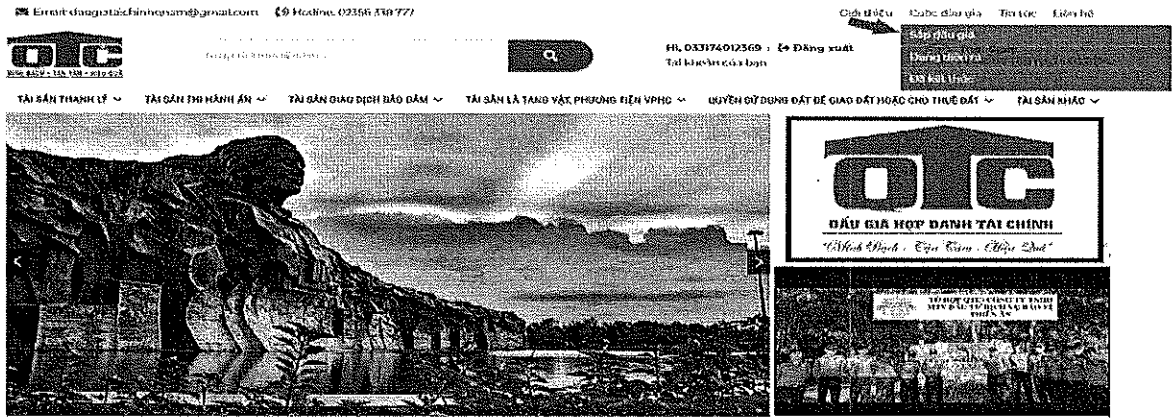 Email: daugiataichinhqnam@gmail.com Hotline: 02356 330 777
Giới thiệu Cuộc đấu giá Tin tức Liên hệ
Sắp đấu giá
Đang diễn ra
Đã kết thúc
OTC
Hi, 033174012369 : Đăng xuất
Tài khoản của bạn
TÀI SẢN THANH LÝ TÀI SẢN THI HÀNH ÁN TÀI SẢN GIAO DỊCH BẢO ĐẢM TÀI SẢN LÀ TANG VẬT, PHƯƠNG TIỆN VPHC QUYỀN SỬ DỤNG ĐẤT ĐỂ GIAO ĐẤT HOẶC CHO THUÊ ĐẤT TÀI SẢN KHÁC
OTC
ĐẤU GIÁ HỢP DANH TÀI CHÍNH
"Minh Bạch - Tận Tâm - Hiệu Quả"